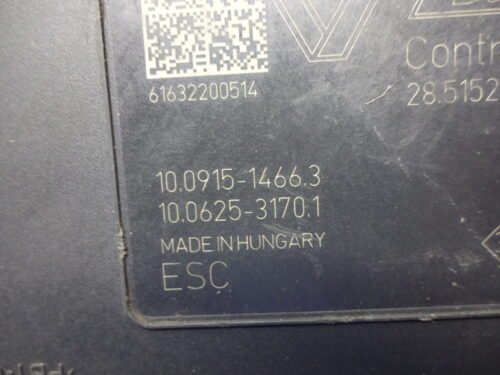 Contr
61632200514
28.5152
10.0915-1466.3
10.0625-3170.1
MADE IN HUNGARY
ESC